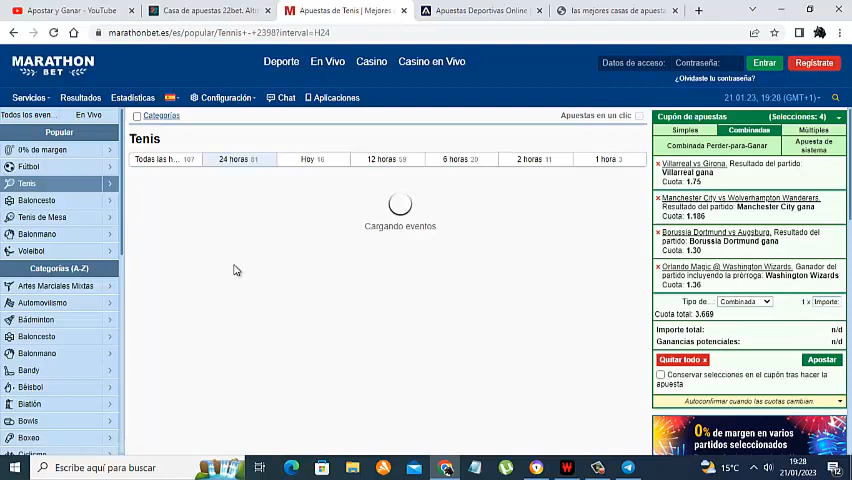 Apostar y Ganar - YouTube
Casa de apuestas 22bet. Alti
Apuestas de Tenis | Mejores
Apuestas Deportivas Online |
las mejores casas de apuesta
marathonbet.es/es/popular/Tennis+-+2398?interval=H24
MARATHON
BET
Deporte En Vivo Casino Casino en Vivo
Datos de acceso: Contraseña: Entrar Regístrate
¿Olvidaste tu contraseña?
Servicios Resultados Estadísticas Configuración Chat Aplicaciones
21.01.23, 19:28 (GMT+1)
Todos los even... En Vivo
Popular
0% de margen
Fútbol
Tenis
Baloncesto
Tenis de Mesa
Balonmano
Voleibol
Categorías (A-Z)
Artes Marciales Mixtas
Automovilismo
Bádminton
Baloncesto
Balonmano
Bandy
Béisbol
Biatlón
Bowls
Boxeo
Ciclismo
Categorías
Apuestas en un clic
Tenis
Todas las h... 107 24 horas 81 Hoy 16 12 horas 59 6 horas 20 2 horas 11 1 hora 3
Cargando eventos
Cupón de apuestas (Selecciones: 4)
Simples Combinadas Múltiples
Combinada Perder-para-Ganar Apuesta de sistema
Villarreal vs Girona. Resultado del partido:
Villarreal gana
Cuota: 1.75
Manchester City vs Wolverhampton Wanderers.
Resultado del partido: Manchester City gana
Cuota: 1.186
Borussia Dortmund vs Augsburg. Resultado del
partido: Borussia Dortmund gana
Cuota: 1.30
Orlando Magic @ Washington Wizards. Ganador del
partido incluyendo la prórroga: Washington Wizards
Cuota: 1.36
Tipo de... Combinada 1 x Importe:
Cuota total: 3.669
Importe total: n/d
Ganancias potenciales: n/d
Quitar todo x Apostar
Conservar selecciones en el cupón tras hacer la
apuesta
Autoconfirmar cuando las cuotas cambian:
0%
de margen
en varios
partidos
seleccionados
Escribe aquí para buscar
15°C
19:28
21/01/2023